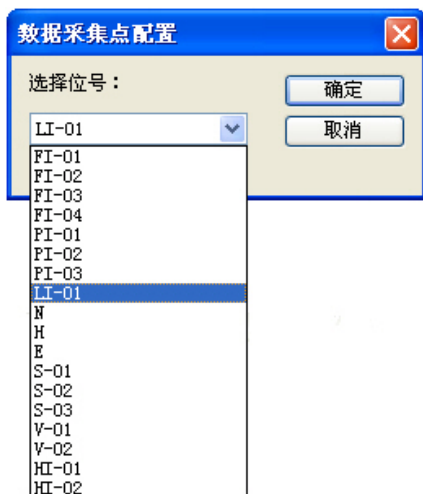 数据采集点配置
选择位号：
确定
LI-01
取消
FI-01
FI-02
FI-03
FI-04
PI-01
PI-02
PI-03
LI-01
N
H
E
S-01
S-02
S-03
V-01
V-02
HI-01
HI-02